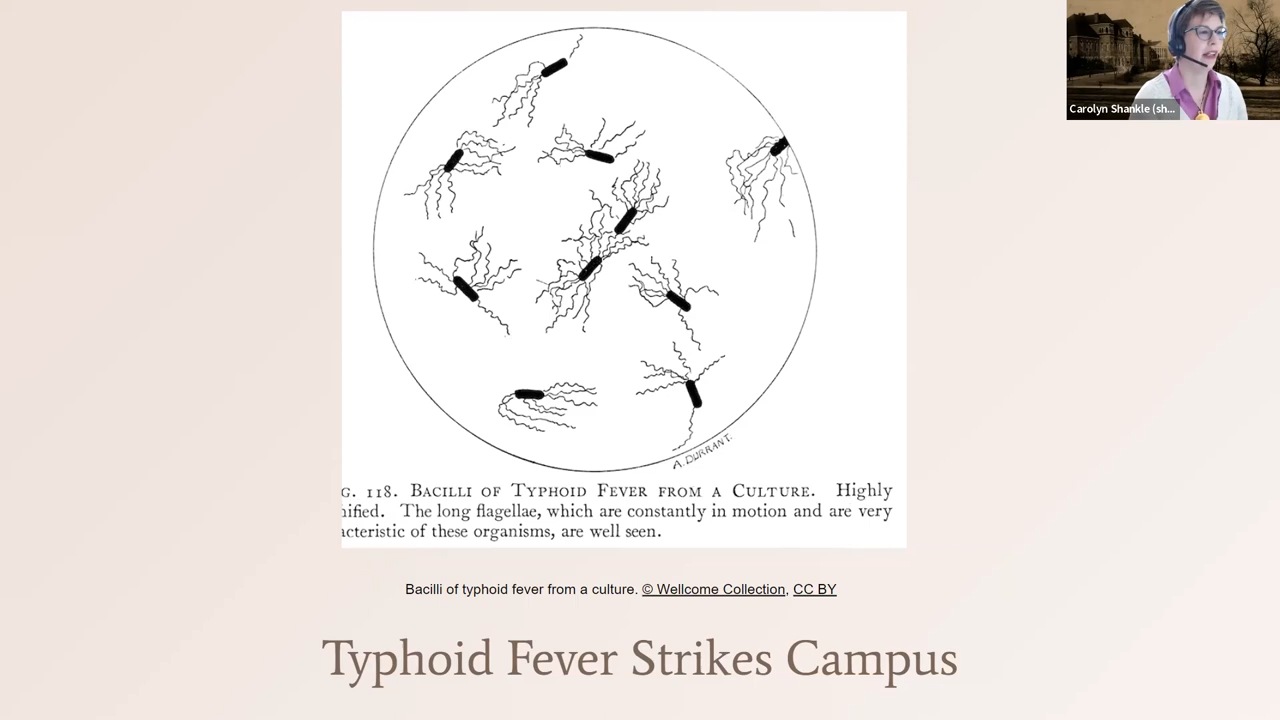 Carolyn Shankle (sh...
A. DURRANT.
G. 118. BACILLI OF TYPHOID FEVER FROM A CULTURE. Highly
nified. The long flagellae, which are constantly in motion and are very
acteristic of these organisms, are well seen.
Bacilli of typhoid fever from a culture. © Wellcome Collection, CC BY
Typhoid Fever Strikes Campus